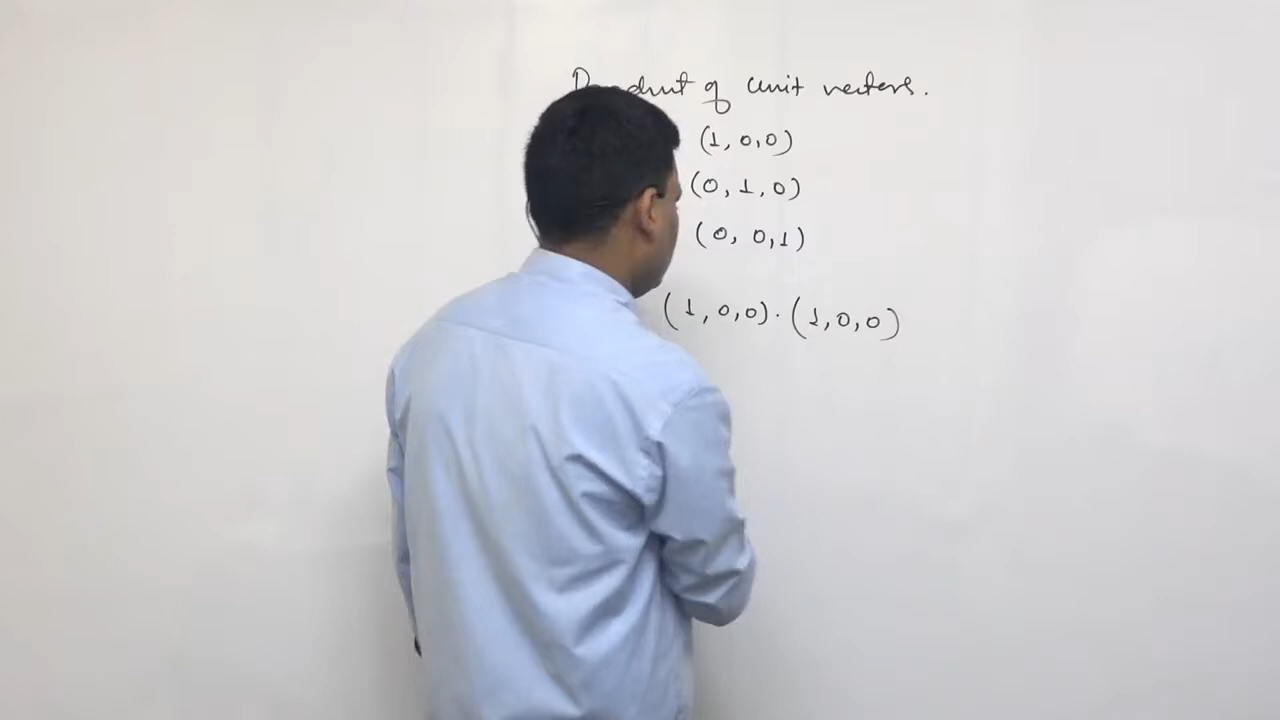 Product of unit vectors.
(1, 0,0)
(0, 1, 0)
(0, 0,1)
(1, 0,0) . (1, 0, 0)